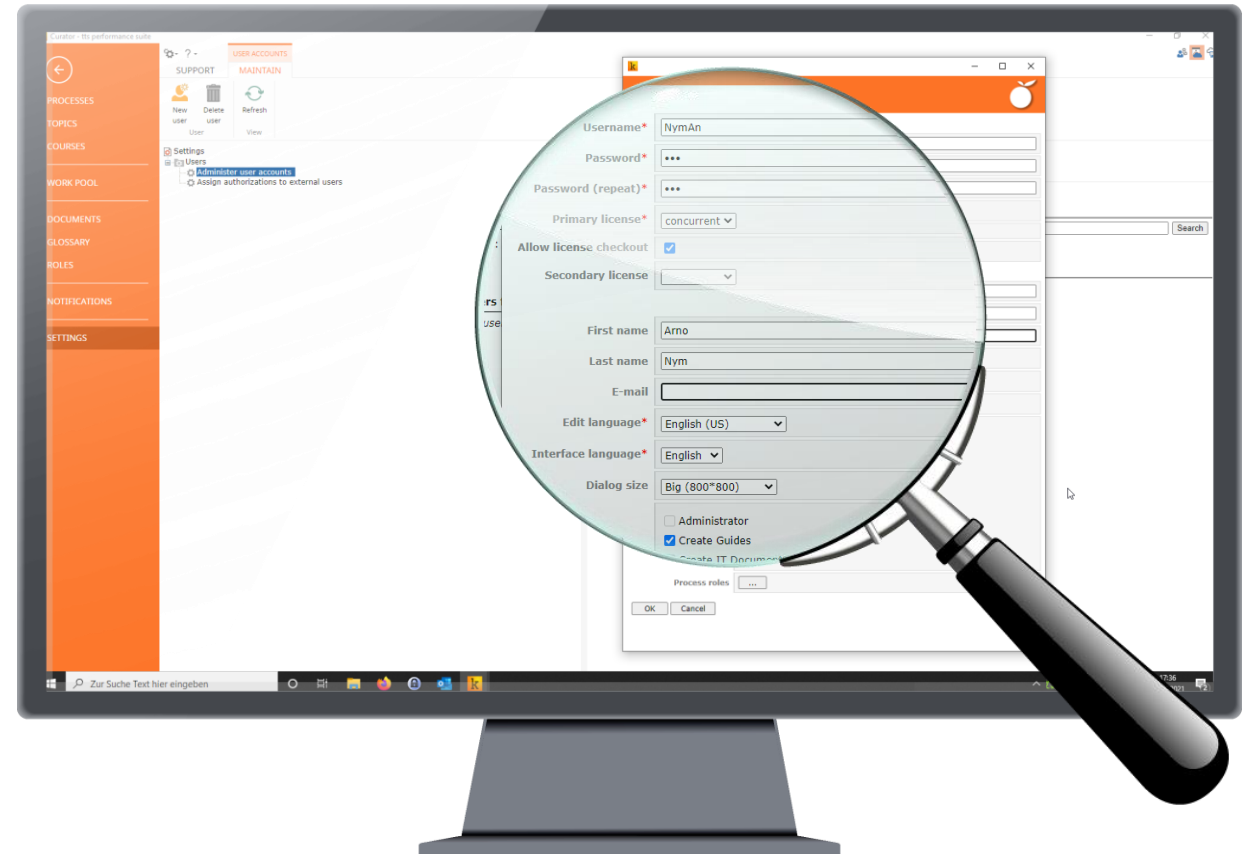 Curator - tts performance suite
? -
USER ACCOUNTS
SUPPORT MAINTAIN
PROCESSES
TOPICS
COURSES
WORK POOL
DOCUMENTS
GLOSSARY
ROLES
NOTIFICATIONS
SETTINGS
New user
Delete user
Refresh
User
View
Settings
Users
Administer user accounts
Assign authorizations to external users
Search
k
Username* NymAn
Password* •••
Password (repeat)* •••
Primary license* concurrent
Allow license checkout
Secondary license
First name Arno
Last name Nym
E-mail
Edit language* English (US)
Interface language* English
Dialog size Big (800*800)
Administrator
Create Guides
Process roles ...
OK Cancel
Zur Suche Text hier eingeben
k
17:36